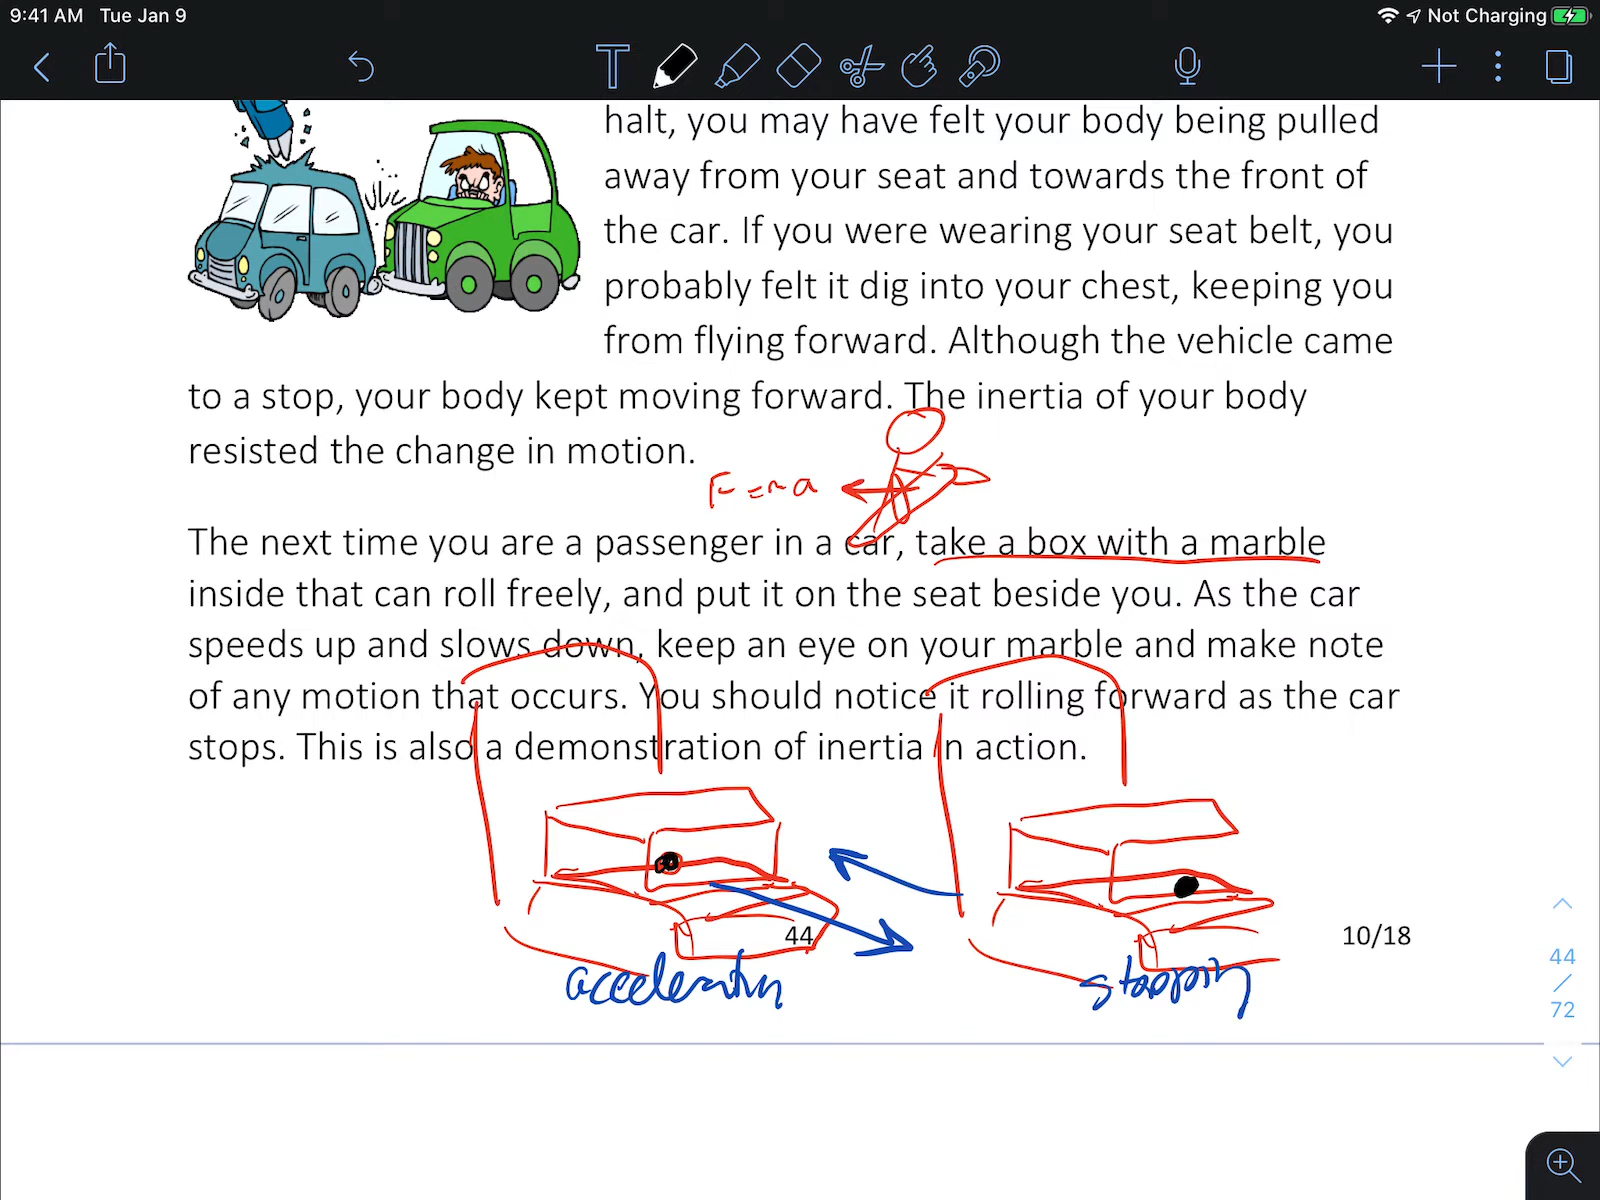 9:41 AM Tue Jan 9
Not Charging
halt, you may have felt your body being pulled
away from your seat and towards the front of
the car. If you were wearing your seat belt, you
probably felt it dig into your chest, keeping you
from flying forward. Although the vehicle came
to a stop, your body kept moving forward. The inertia of your body
resisted the change in motion.
F = ma
The next time you are a passenger in a car, take a box with a marble
inside that can roll freely, and put it on the seat beside you. As the car
speeds up and slows down, keep an eye on your marble and make note
of any motion that occurs. You should notice it rolling forward as the car
stops. This is also a demonstration of inertia in action.
44
10/18
stopping
44
/
72